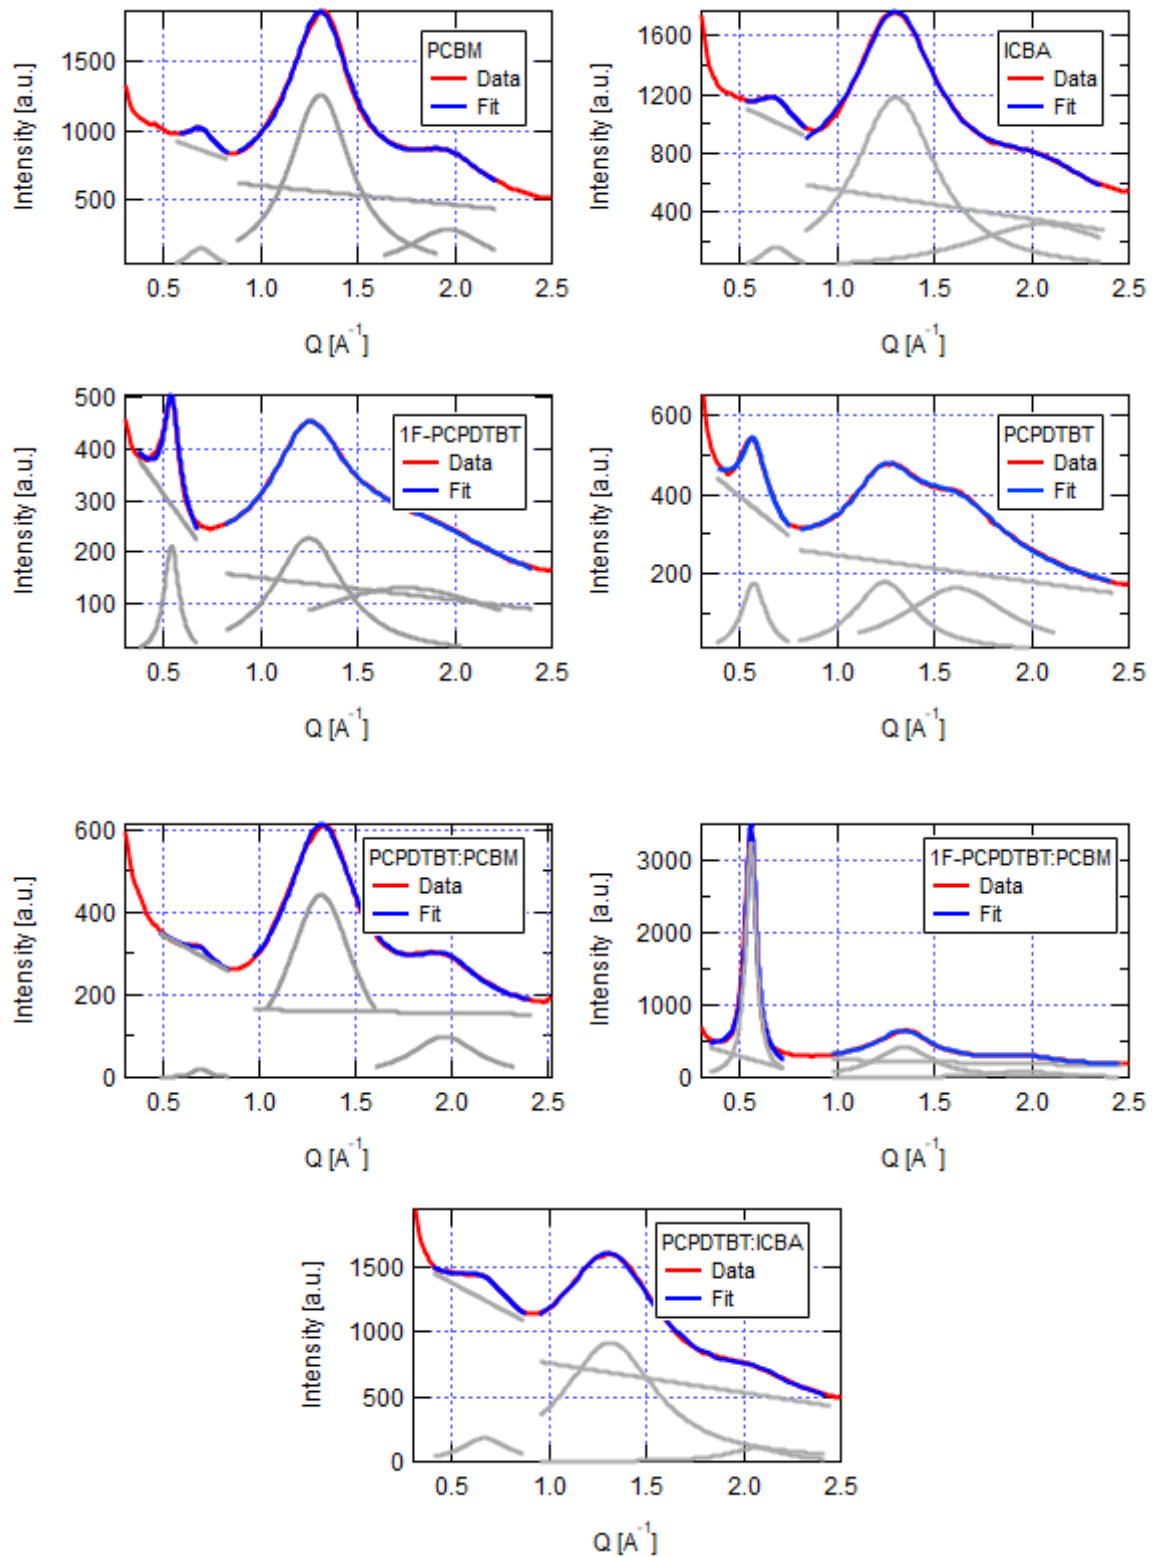 PCBM
Data
Fit
1500
1000
500
Intensity [a.u.]
0.5 1.0 1.5 2.0 2.5
Q [A-1]
ICBA
Data
Fit
1600
1200
800
400
Intensity [a.u.]
0.5 1.0 1.5 2.0 2.5
Q [A-1]
1F-PCPDTBT
Data
Fit
500
400
300
200
100
Intensity [a.u.]
0.5 1.0 1.5 2.0 2.5
Q [A-1]
PCPDTBT
Data
Fit
600
400
200
Intensity [a.u.]
0.5 1.0 1.5 2.0 2.5
Q [A-1]
PCPDTBT:PCBM
Data
Fit
600
400
200
0
Intensity [a.u.]
0.5 1.0 1.5 2.0 2.5
Q [A-1]
1F-PCPDTBT:PCBM
Data
Fit
3000
2000
1000
0
Intensity [a.u.]
0.5 1.0 1.5 2.0 2.5
Q [A-1]
PCPDTBT:ICBA
Data
Fit
1500
1000
500
0
Intensity [a.u.]
0.5 1.0 1.5 2.0 2.5
Q [A-1]